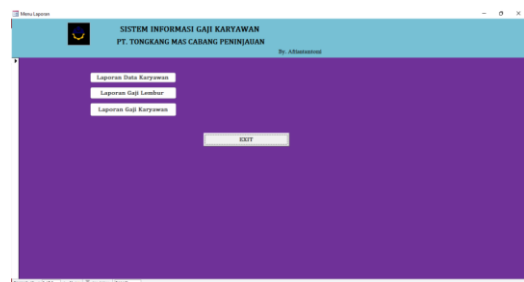 Menu Laporan
SISTEM INFORMASI GAJI KARYAWAN
PT. TONGKANG MAS CABANG PENINJAUAN
Laporan Data Karyawan
Laporan Gaji Lembur
Laporan Gaji Karyawan
EXIT